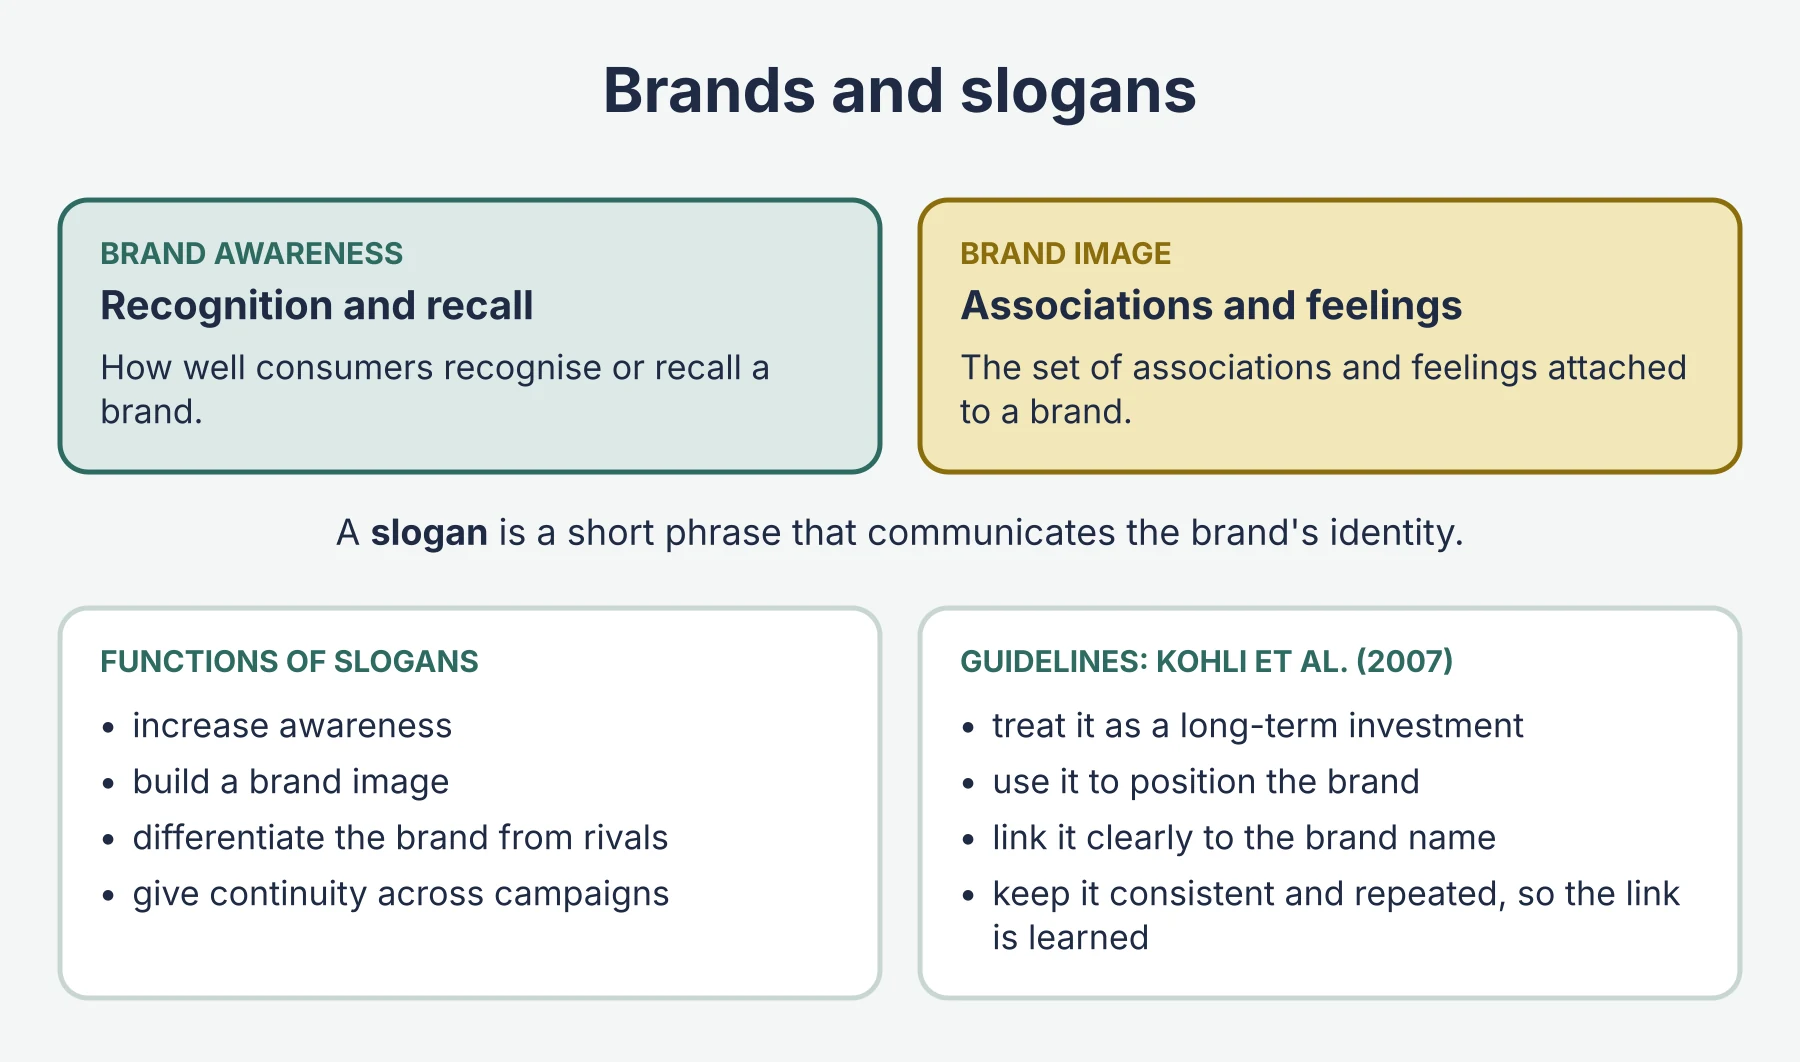 Brands and slogans
BRAND AWARENESS
Recognition and recall
How well consumers recognise or recall a
brand.
BRAND IMAGE
Associations and feelings
The set of associations and feelings attached
to a brand.
A slogan is a short phrase that communicates the brand's identity.
FUNCTIONS OF SLOGANS
• increase awareness
• build a brand image
• differentiate the brand from rivals
• give continuity across campaigns
GUIDELINES: KOHLI ET AL. (2007)
• treat it as a long-term investment
• use it to position the brand
• link it clearly to the brand name
• keep it consistent and repeated, so the link
is learned